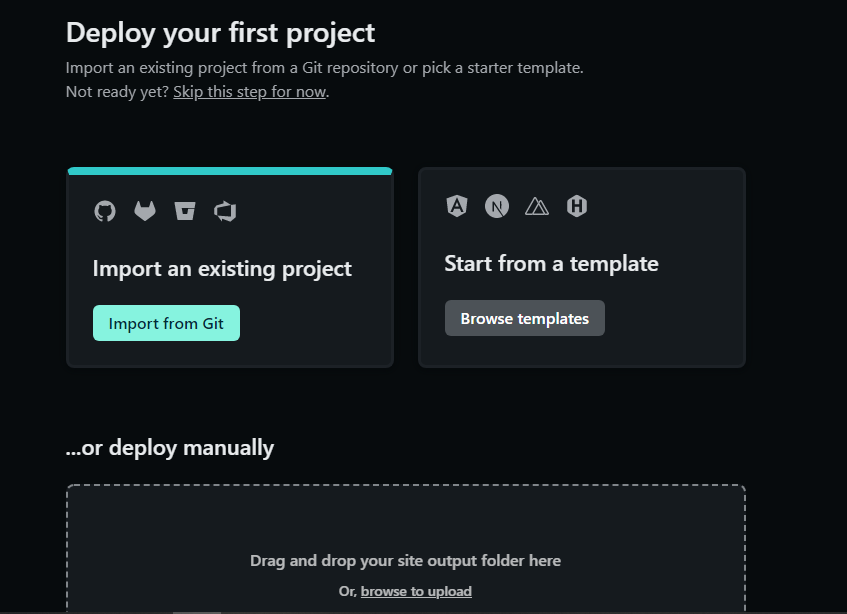 Deploy your first project
Import an existing project from a Git repository or pick a starter template.
Not ready yet? Skip this step for now.
Import an existing project
Import from Git
Start from a template
Browse templates
...or deploy manually
Drag and drop your site output folder here
Or, browse to upload